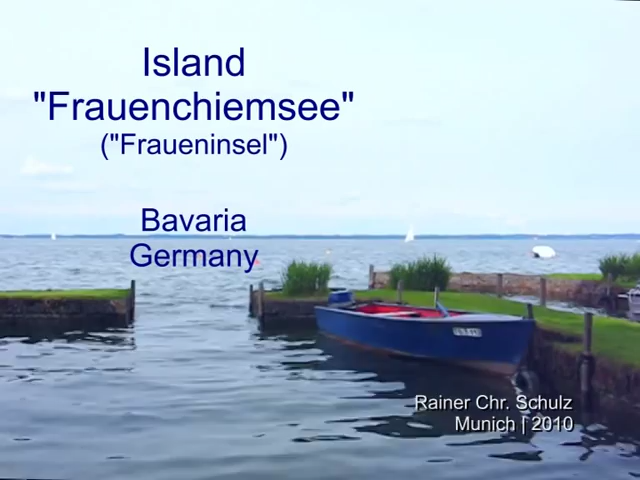 Island
"Frauenchiemsee"
("Fraueninsel")
Bavaria
Germany
Rainer Chr. Schulz
Munich | 2010